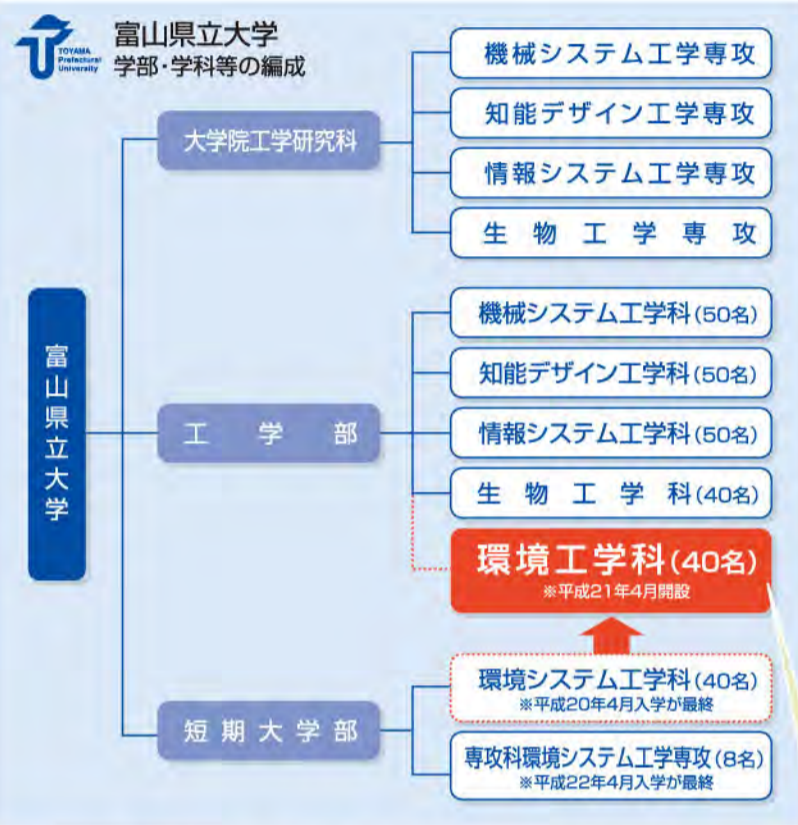 TOYAMA
Prefectural
University
富山県立大学
学部・学科等の編成
富山県立大学
大学院工学研究科
機械システム工学専攻
知能デザイン工学専攻
情報システム工学専攻
生物工学専攻
工学部
機械システム工学科(50名)
知能デザイン工学科(50名)
情報システム工学科(50名)
生物工学科(40名)
環境工学科(40名)
※平成21年4月開設
短期大学部
環境システム工学科(40名)
※平成20年4月入学が最終
専攻科環境システム工学専攻(8名)
※平成22年4月入学が最終